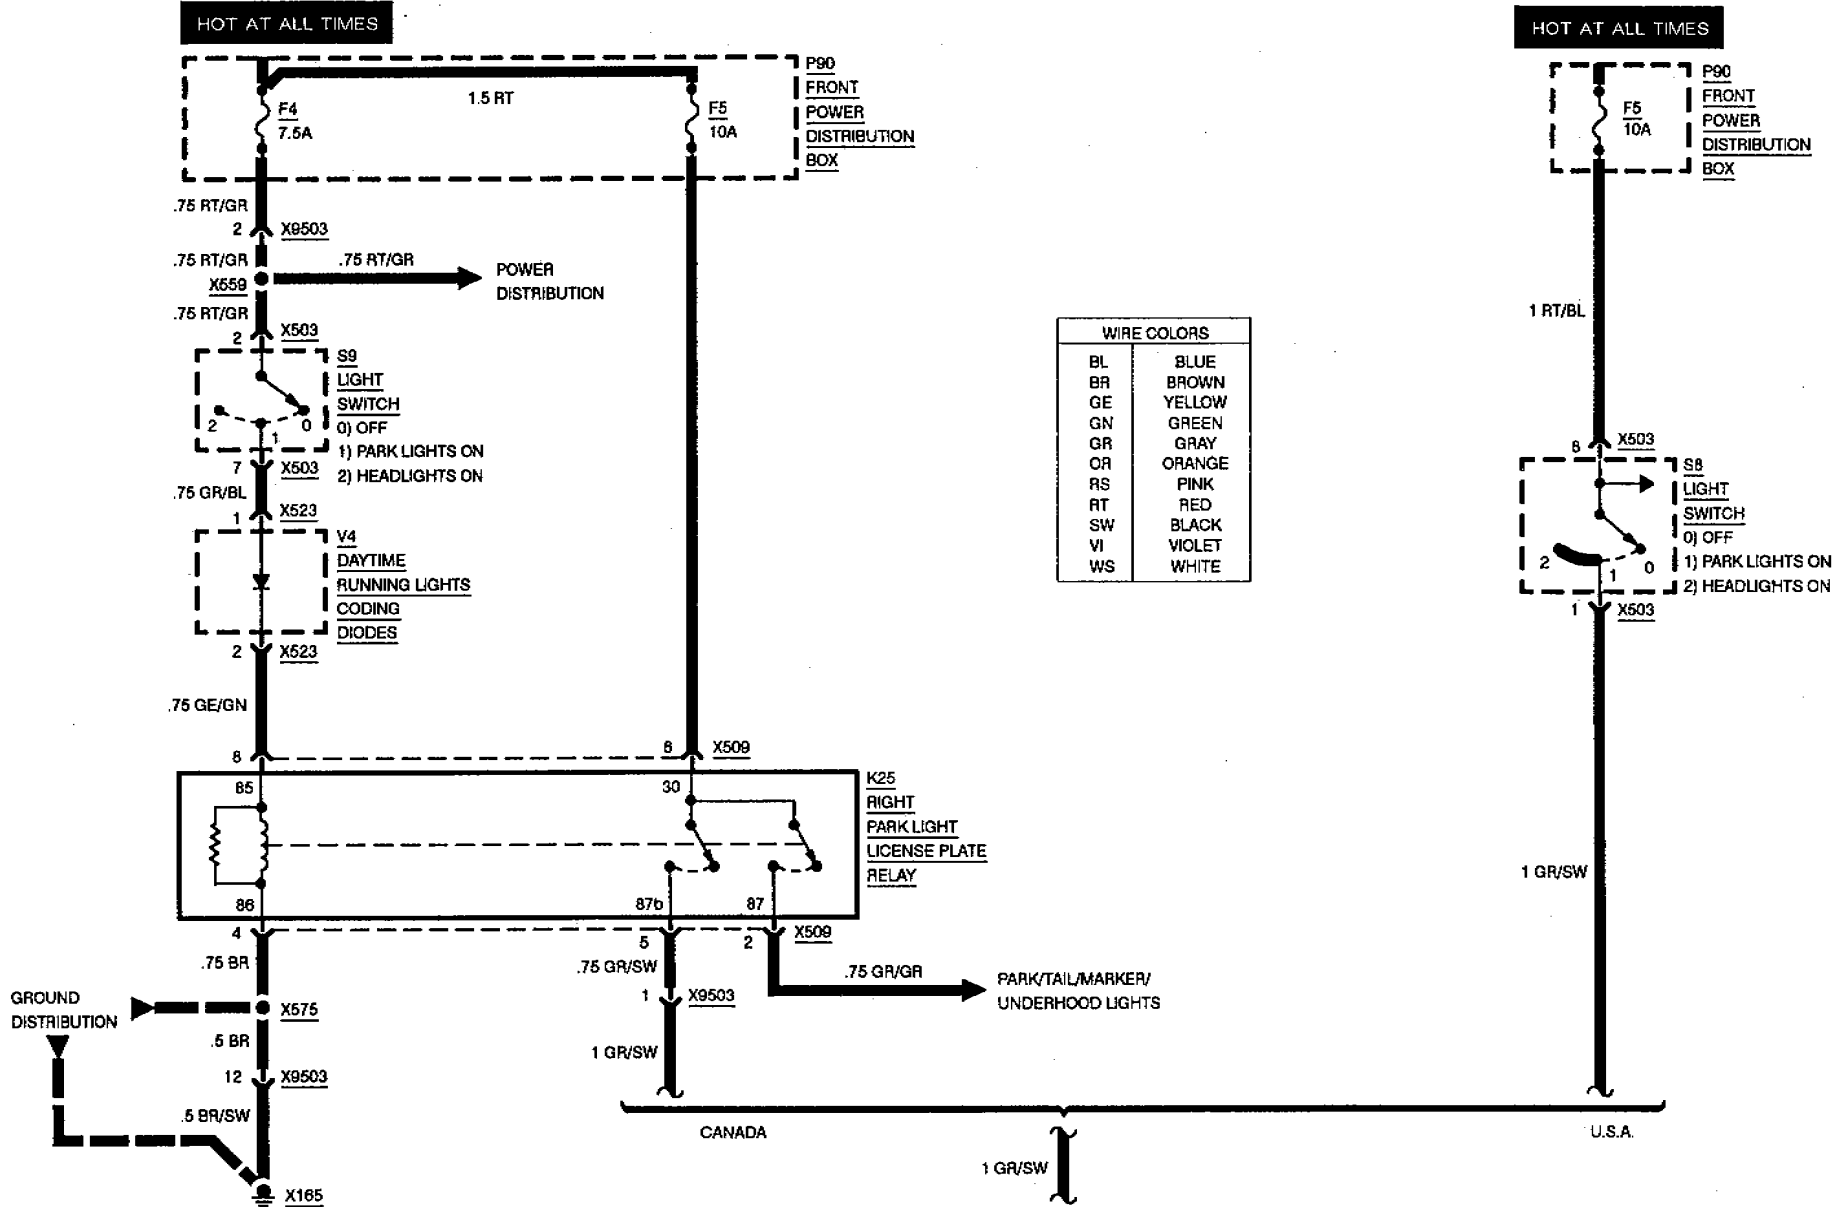 HOT AT ALL TIMES
P90
FRONT
POWER
DISTRIBUTION
BOX
F4
7.5A
1.5 RT
F5
10A
.75 RT/GR
2 X9503
.75 RT/GR
.75 RT/GR
X559
POWER
DISTRIBUTION
.75 RT/GR
2 X503
S9
LIGHT
SWITCH
0) OFF
1) PARK LIGHTS ON
2) HEADLIGHTS ON
2 1 0
7 X503
.75 GR/BL
1 X523
V4
DAYTIME
RUNNING LIGHTS
CODING
DIODES
2 X523
.75 GE/GN
8 6 X509
85 30
K25
RIGHT
PARK LIGHT
LICENSE PLATE
RELAY
86 87b 87
4 5 2 X509
.75 BR
.75 GR/SW
.75 GR/GR
PARK/TAIL/MARKER/
UNDERHOOD LIGHTS
GROUND
DISTRIBUTION
X575
1 X9503
.5 BR
1 GR/SW
12 X9503
.5 BR/SW
X165
CANADA
U.S.A.
1 GR/SW
WIRE COLORS
BL BLUE
BR BROWN
GE YELLOW
GN GREEN
GR GRAY
OR ORANGE
RS PINK
RT RED
SW BLACK
VI VIOLET
WS WHITE
HOT AT ALL TIMES
P90
FRONT
POWER
DISTRIBUTION
BOX
F5
10A
1 RT/BL
8 X503
S8
LIGHT
SWITCH
0) OFF
1) PARK LIGHTS ON
2) HEADLIGHTS ON
2 1 0
1 X503
1 GR/SW